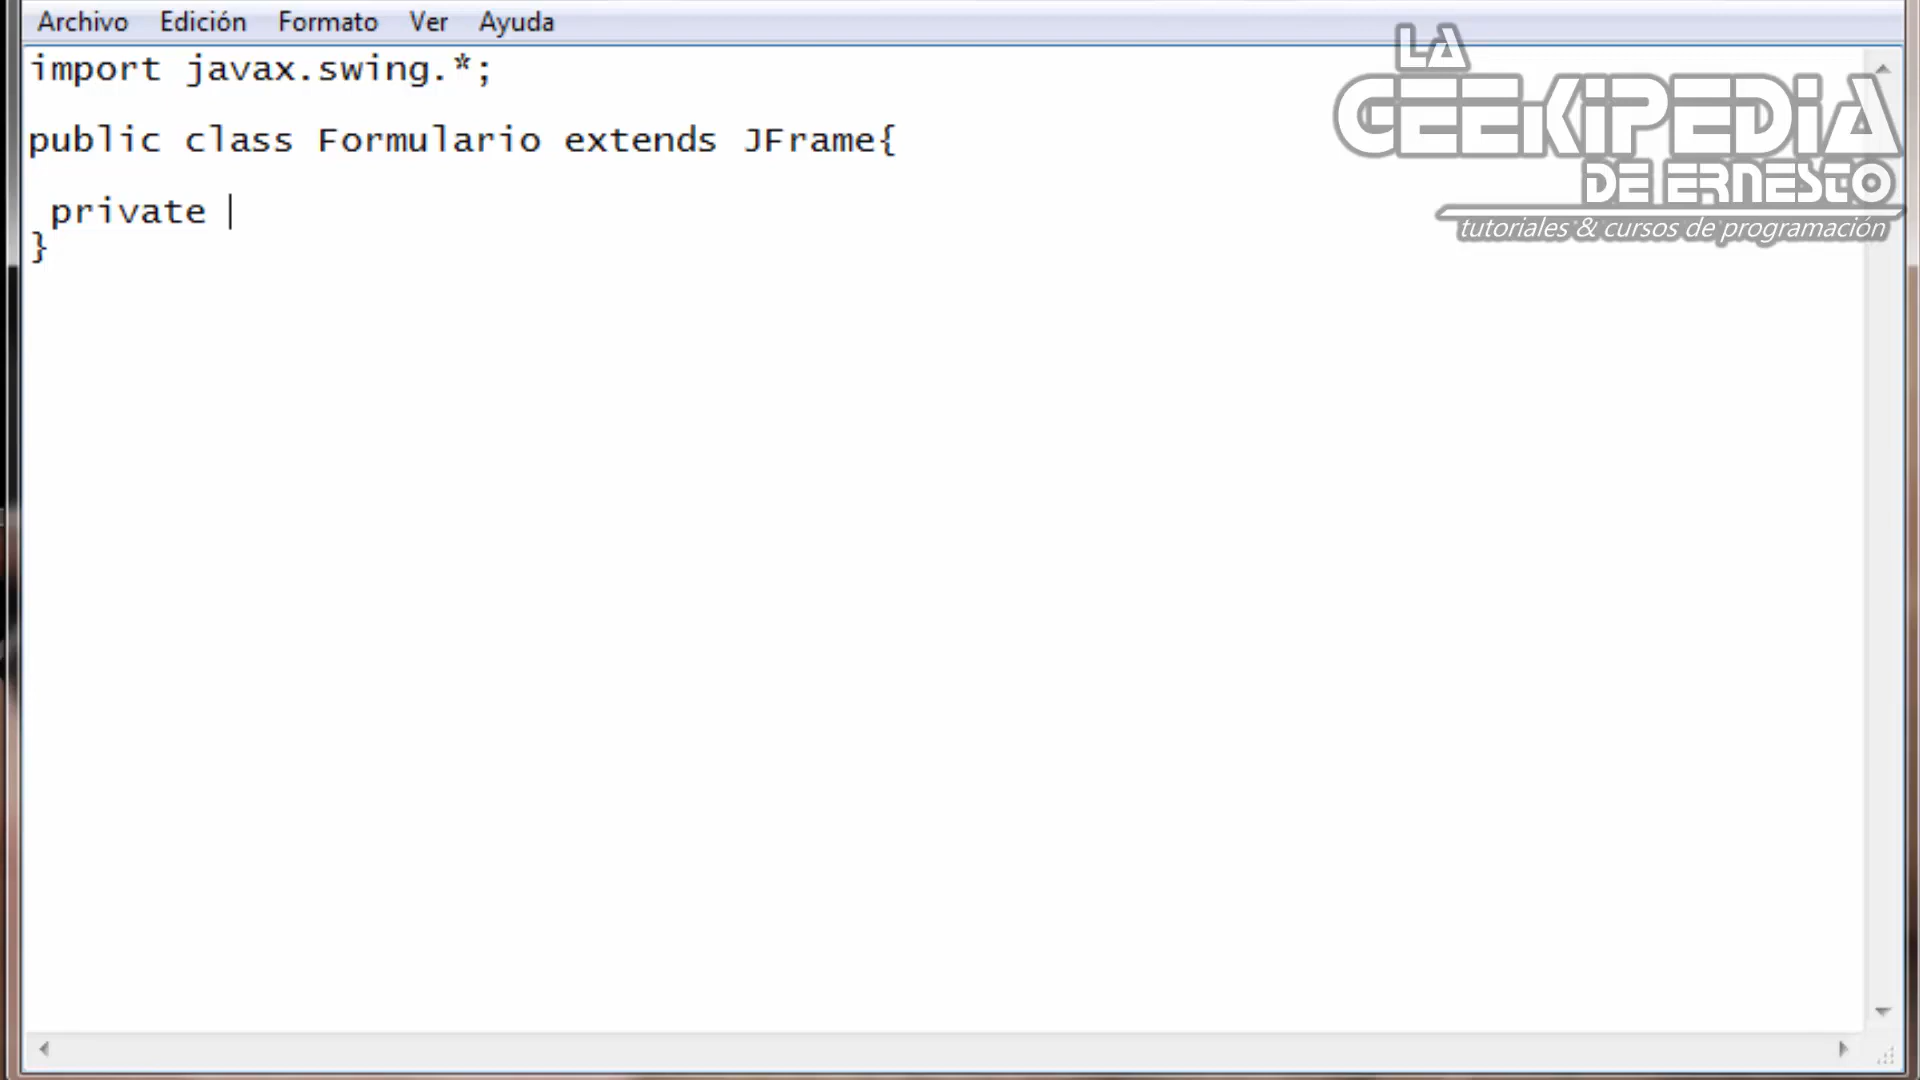 Archivo Edición Formato Ver Ayuda
import javax.swing.*;
public class Formulario extends JFrame{
private
}
LA
GEEKIPEDIA
DE ERNESTO
tutoriales & cursos de programación